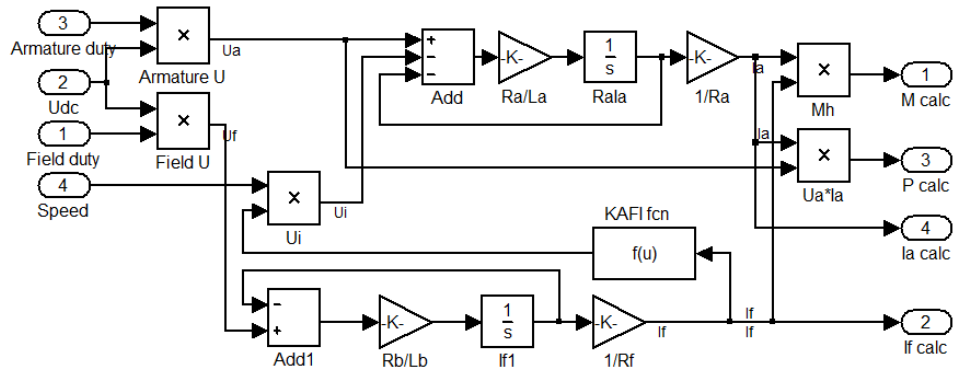 3
Armature duty
×
Armature U
Ua
2
Udc
×
Field U
Uf
1
Field duty
4
Speed
×
Ui
Ui
+
−
−
Add
-K-
Ra/La
1
s
Rala
-K-
1/Ra
Ia
×
Mh
1
M calc
Ia
×
Ua*Ia
3
P calc
KAFI fcn
f(u)
4
Ia calc
−
+
Add1
-K-
Rb/Lb
1
s
If1
-K-
1/Rf
If
If
If
2
If calc